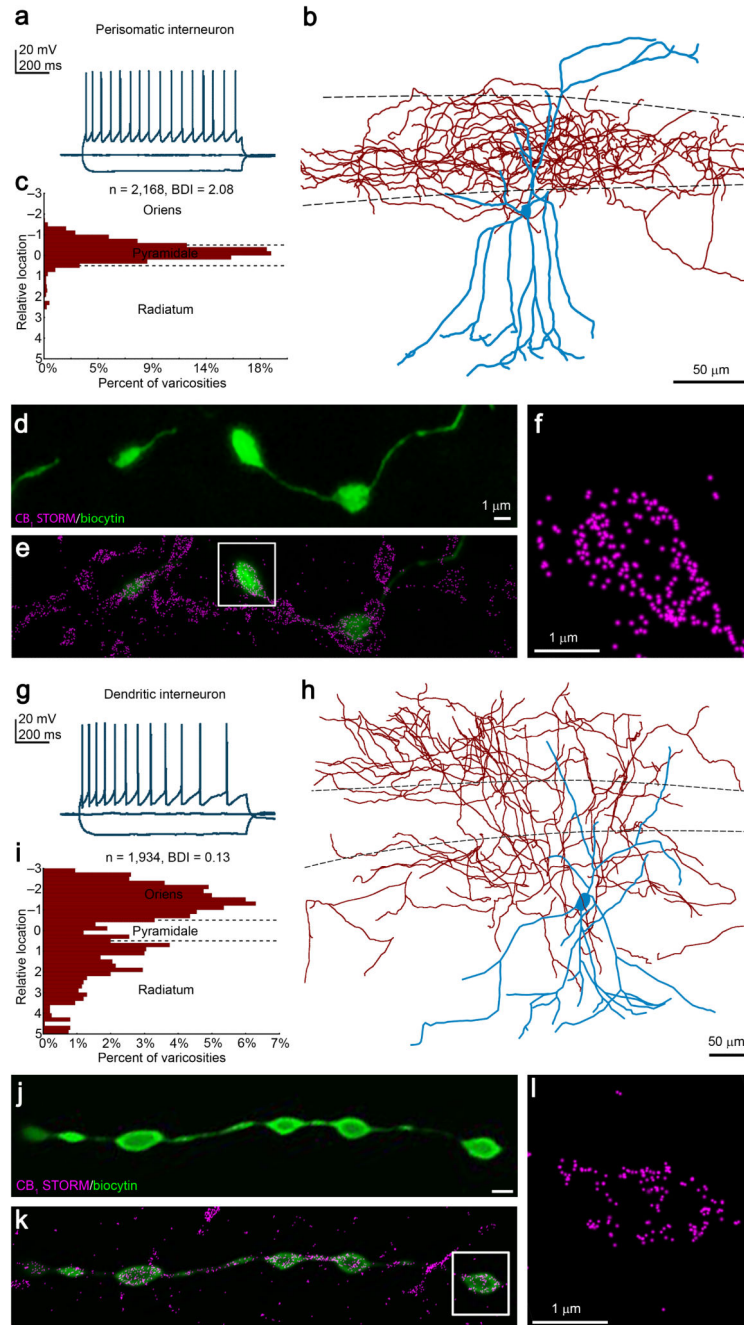 a
Perisomatic interneuron
20 mV
200 ms
b
50 µm
c
n = 2,168, BDI = 2.08
Oriens
Pyramidale
Radiatum
Relative location
−3
−2
−1
0
1
2
3
4
5
0%
5%
9%
14%
18%
Percent of varicosities
d
CB1 STORM/biocytin
1 µm
e
f
1 µm
g
Dendritic interneuron
20 mV
200 ms
h
50 µm
i
n = 1,934, BDI = 0.13
Oriens
Pyramidale
Radiatum
Relative location
−3
−2
−1
0
1
2
3
4
5
0%
1%
2%
3%
4%
5%
6%
7%
Percent of varicosities
j
CB1 STORM/biocytin
k
l
1 µm